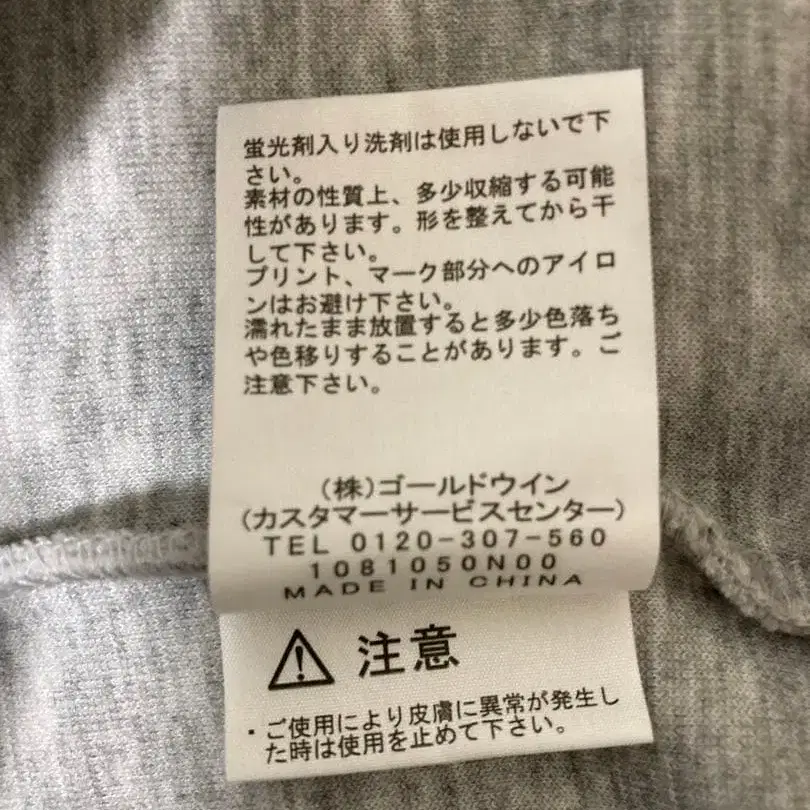 蛍光剤入り洗剤は使用しないで下
さい。
素材の性質上、多少収縮する可能
性があります。形を整えてから干
して下さい。
プリント、マーク部分へのアイロ
ンはお避け下さい。
濡れたまま放置すると多少色落ち
や色移りすることがあります。ご
注意下さい。
(株)ゴールドウイン
(カスタマーサービスセンター)
TEL 0120-307-560
1081050N00
MADE IN CHINA
注意
・ご使用により皮膚に異常が発生し
た時は使用を止めて下さい。